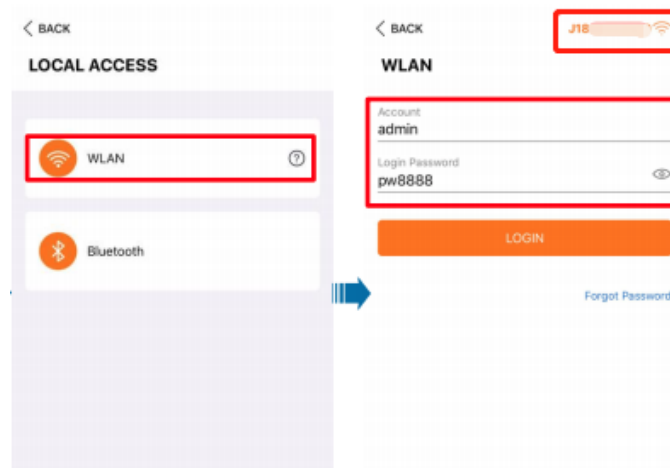 BACK
LOCAL ACCESS
WLAN
Bluetooth
BACK
J18
WLAN
Account
admin
Login Password
pw8888
LOGIN
Forgot Password